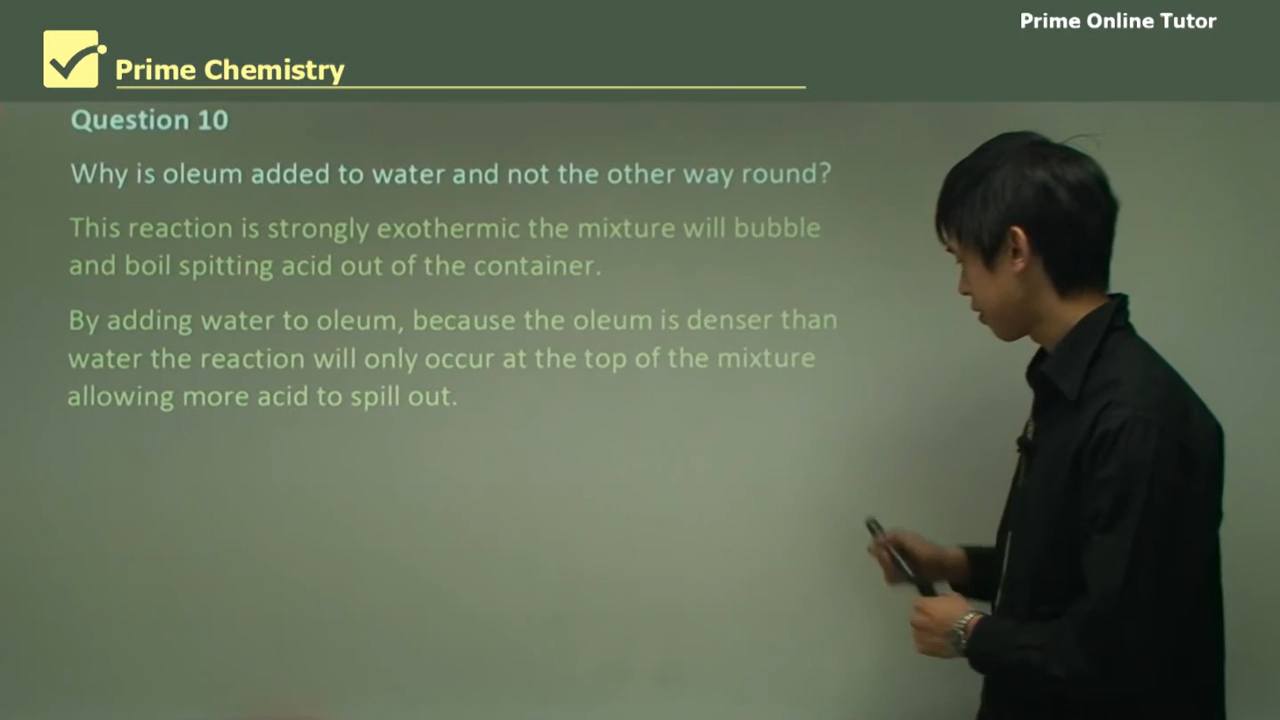 Prime Online Tutor
Prime Chemistry
Question 10
Why is oleum added to water and not the other way round?
This reaction is strongly exothermic the mixture will bubble
and boil spitting acid out of the container.
By adding water to oleum, because the oleum is denser than
water the reaction will only occur at the top of the mixture
allowing more acid to spill out.